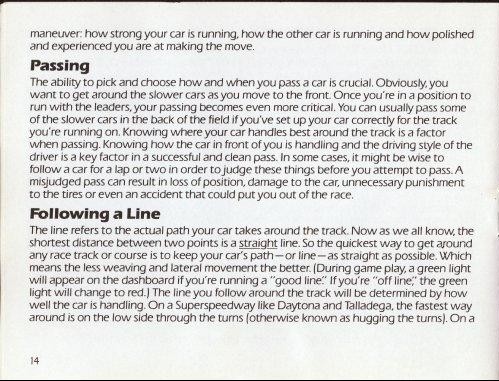 maneuver: how strong your car is running, how the other car is running and how polished
and experienced you are at making the move.
Passing
The ability to pick and choose how and when you pass a car is crucial. Obviously, you
want to get around the slower cars as you move to the front. Once you're in a position to
run with the leaders, your passing becomes even more critical. You can usually pass some
of the slower cars in the back of the field if you've set up your car correctly for the track
you're running on. Knowing where your car handles best around the track is a factor
when passing. Knowing how the car in front of you is handling and the driving style of the
driver is a key factor in a successful and clean pass. In some cases, it might be wise to
follow a car for a lap or two in order to judge these things before you attempt to pass. A
misjudged pass can result in loss of position, damage to the car, unnecessary punishment
to the tires or even an accident that could put you out of the race.
Following a Line
The line refers to the actual path your car takes around the track. Now as we all know, the
shortest distance between two points is a straight line. So the quickest way to get around
any race track or course is to keep your car's path—or line—as straight as possible. Which
means the less weaving and lateral movement the better. (During game play, a green light
will appear on the dashboard if you're running a "good line." If you're "off line," the green
light will change to red.) The line you follow around the track will be determined by how
well the car is handling. On a Superspeedway like Daytona and Talladega, the fastest way
around is on the low side through the turns (otherwise known as hugging the turns). On a
14